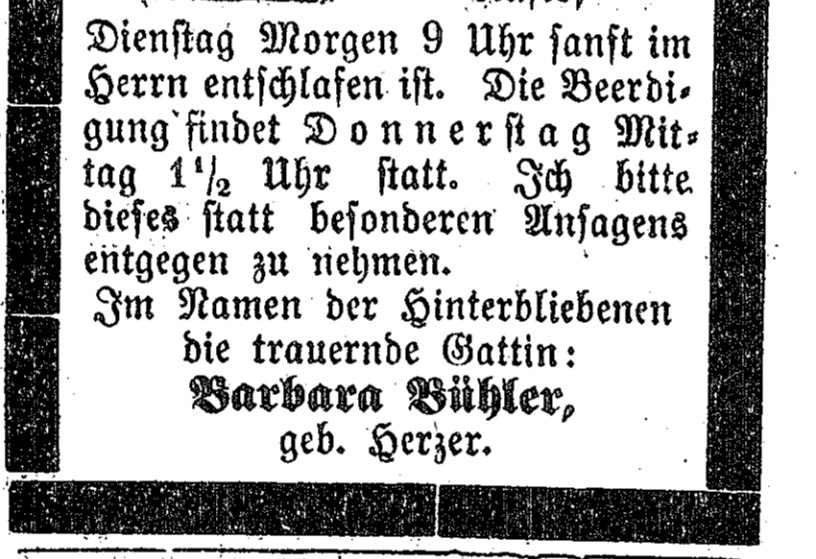 Dienſtag Morgen 9 Uhr ſanft im
Herrn entſchlafen iſt. Die Beerdi-
gung findet Donnerſtag Mit-
tag 1 1/2 Uhr ſtatt. Ich bitte
dieſes ſtatt beſonderen Anſagens
entgegen zu nehmen.
Im Namen der Hinterbliebenen
die trauernde Gattin:
Barbara Bühler,
geb. Herzer.